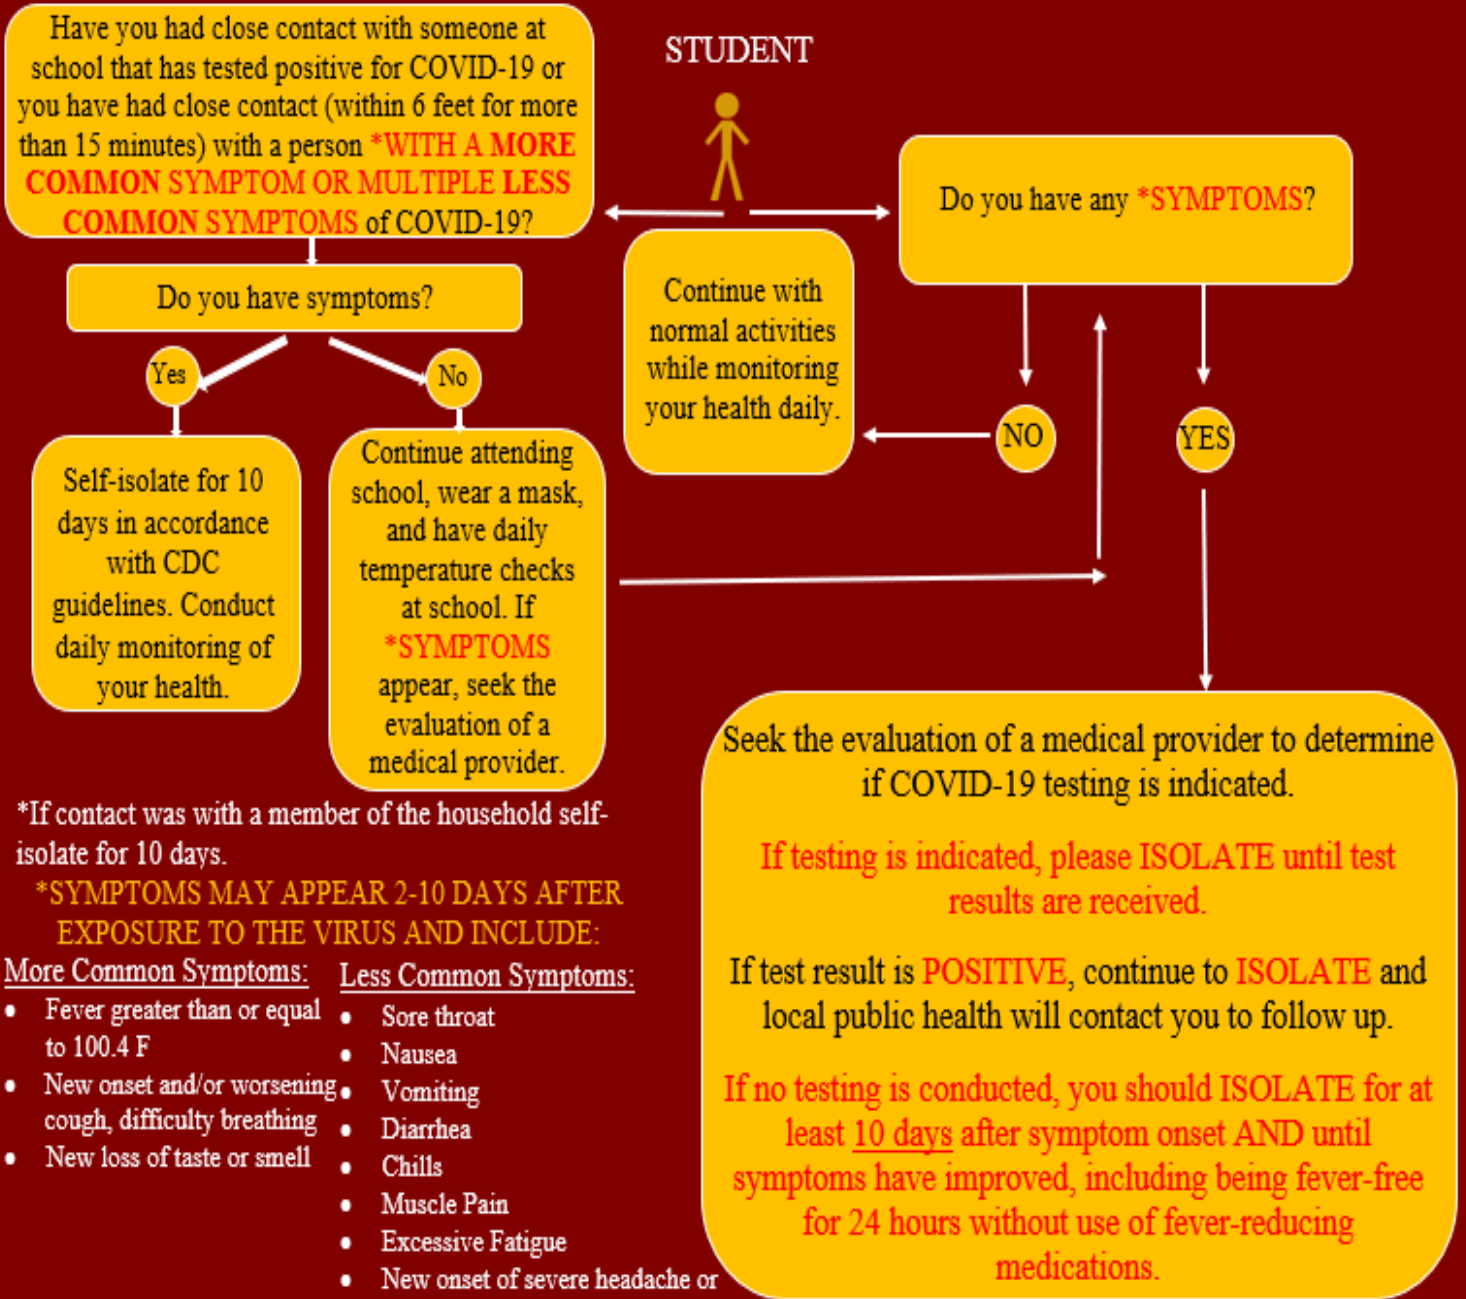 Have you had close contact with someone at
school that has tested positive for COVID-19 or
you have had close contact (within 6 feet for more
than 15 minutes) with a person *WITH A MORE
COMMON SYMPTOM OR MULTIPLE LESS
COMMON SYMPTOMS of COVID-19?
STUDENT
Do you have any *SYMPTOMS?
Do you have symptoms?
Yes
No
Continue with
normal activities
while monitoring
your health daily.
NO
YES
Self-isolate for 10
days in accordance
with CDC
guidelines. Conduct
daily monitoring of
your health.
Continue attending
school, wear a mask,
and have daily
temperature checks
at school. If
*SYMPTOMS
appear, seek the
evaluation of a
medical provider.
Seek the evaluation of a medical provider to determine
if COVID-19 testing is indicated.
If testing is indicated, please ISOLATE until test
results are received.
If test result is POSITIVE, continue to ISOLATE and
local public health will contact you to follow up.
If no testing is conducted, you should ISOLATE for at
least 10 days after symptom onset AND until
symptoms have improved, including being fever-free
for 24 hours without use of fever-reducing
medications.
*If contact was with a member of the household self-
isolate for 10 days.
*SYMPTOMS MAY APPEAR 2-10 DAYS AFTER
EXPOSURE TO THE VIRUS AND INCLUDE:
More Common Symptoms:
• Fever greater than or equal
to 100.4 F
• New onset and/or worsening
cough, difficulty breathing
• New loss of taste or smell
Less Common Symptoms:
• Sore throat
• Nausea
• Vomiting
• Diarrhea
• Chills
• Muscle Pain
• Excessive Fatigue
• New onset of severe headache or